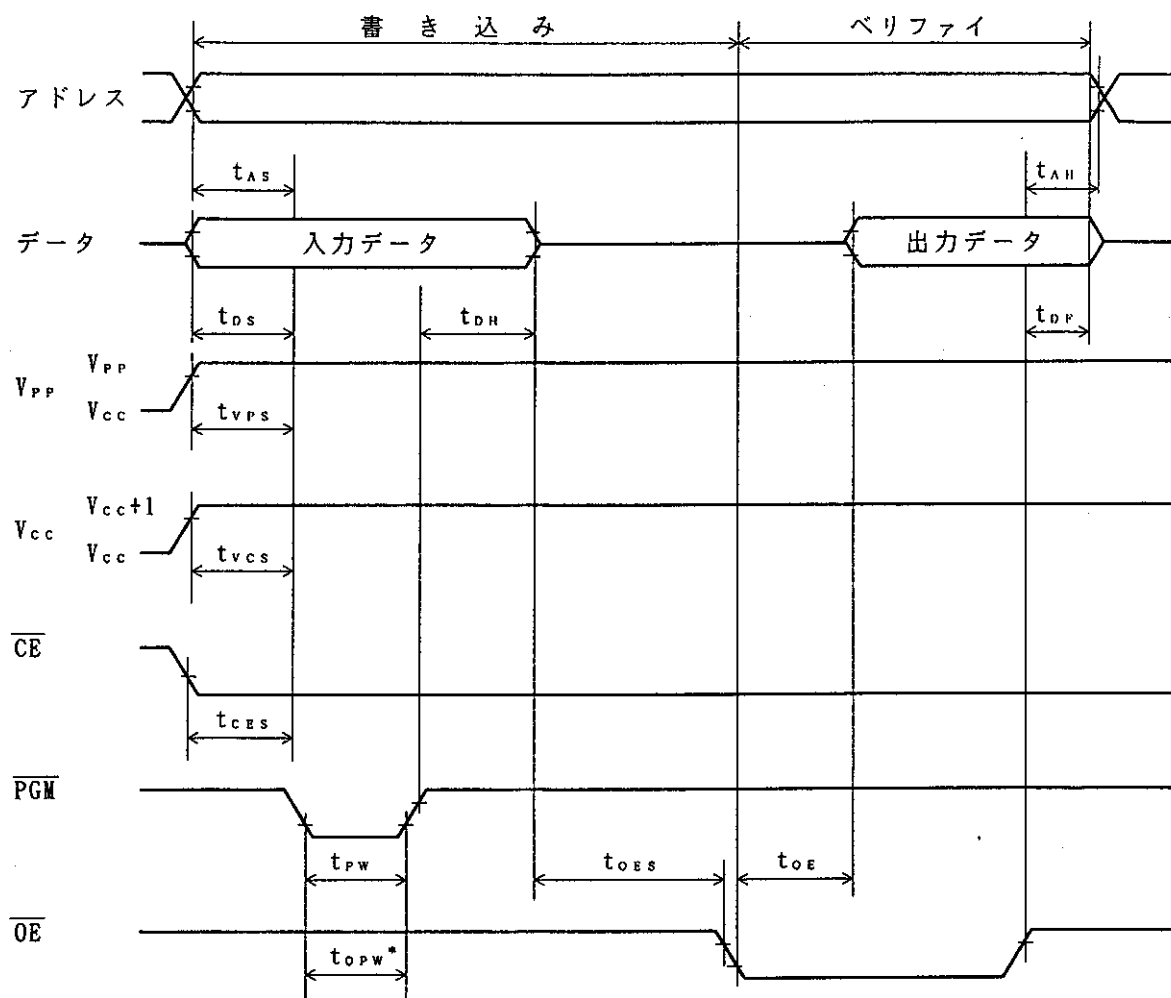 書き込み ベリファイ
アドレス
tAS tAH
データ 入力データ 出力データ
tDS tDH tDF
VPP VPP
VCC
tVPS
VCC VCC+1
VCC
tVCS
CE
tCES
PGM
tPW tOES tOE
OE
tOPW*